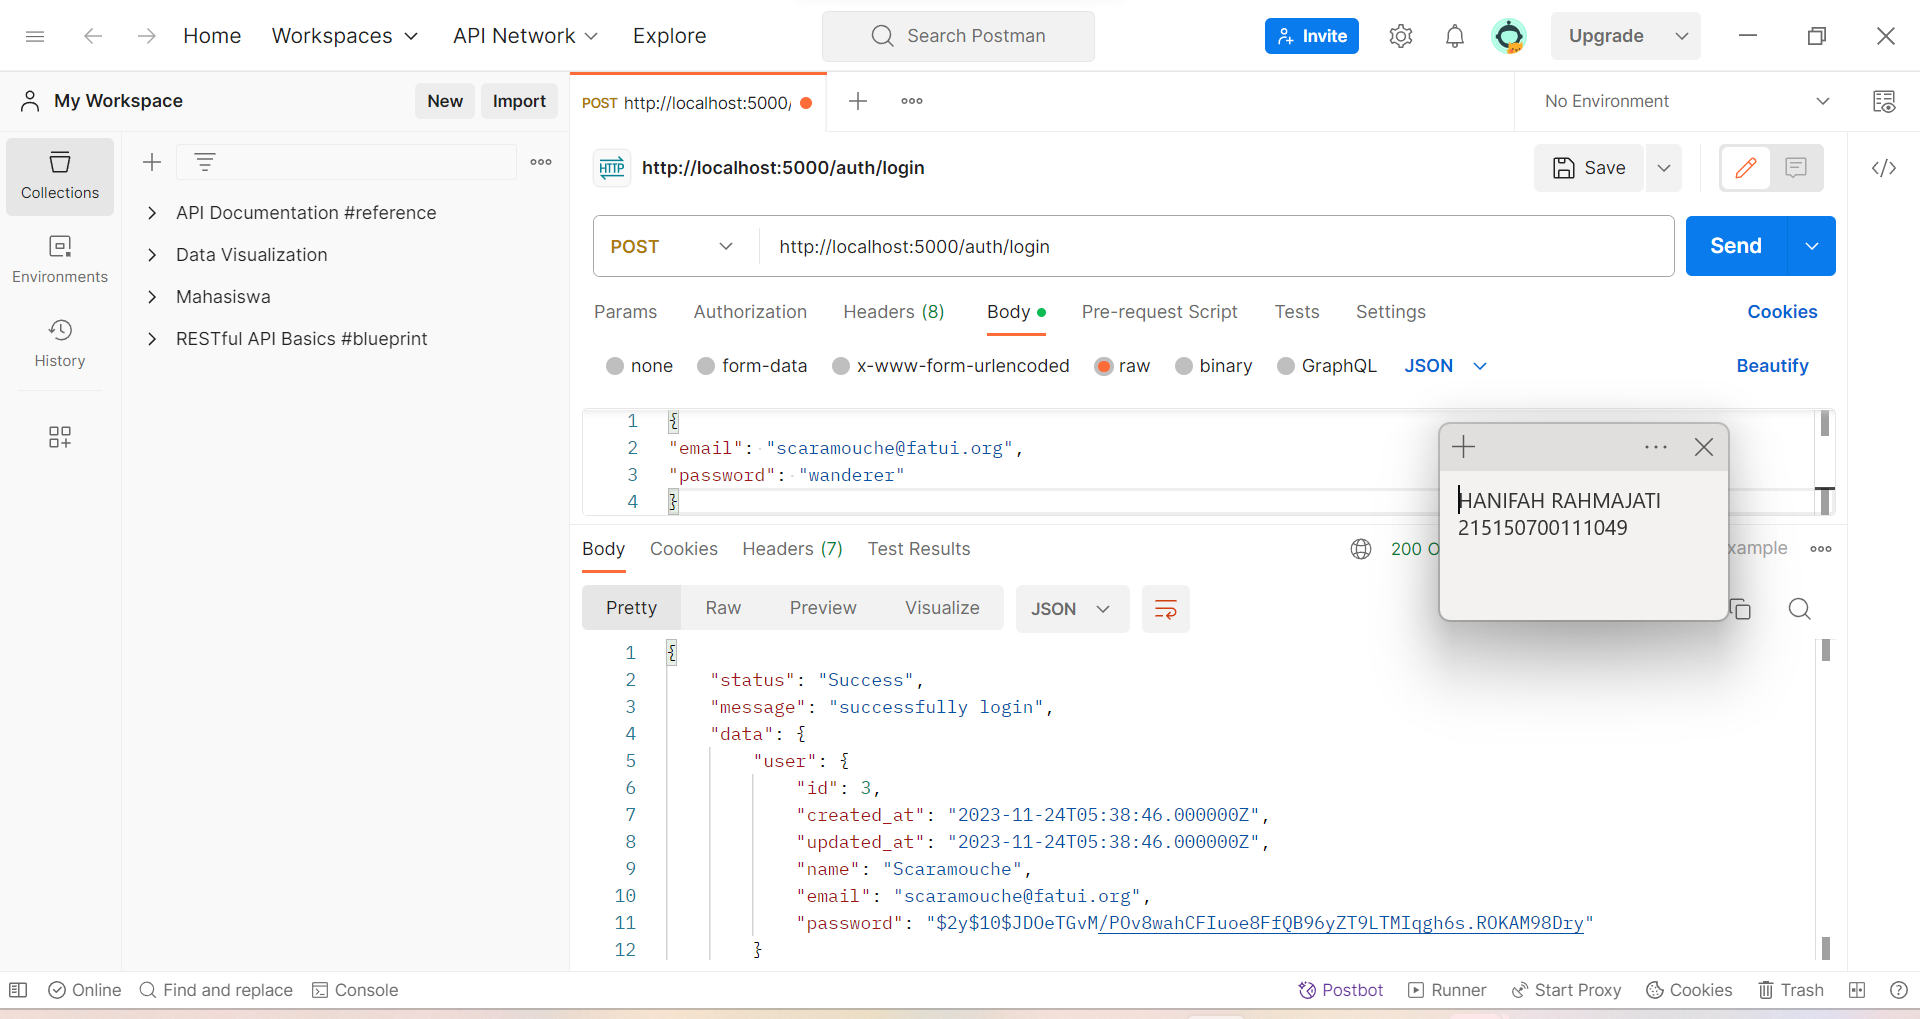 Home Workspaces API Network Explore Search Postman Invite Upgrade
My Workspace New Import POST http://localhost:5000/ No Environment
Collections
Environments
History
API Documentation #reference
Data Visualization
Mahasiswa
RESTful API Basics #blueprint
HTTP http://localhost:5000/auth/login Save </>
POST http://localhost:5000/auth/login Send
Params Authorization Headers (8) Body Pre-request Script Tests Settings Cookies
none form-data x-www-form-urlencoded raw binary GraphQL JSON Beautify
1 {
2 "email": "scaramouche@fatui.org",
3 "password": "wanderer"
4 }
HANIFAH RAHMAJATI
215150700111049
Body Cookies Headers (7) Test Results 200 O xample
Pretty Raw Preview Visualize JSON
1 {
2 "status": "Success",
3 "message": "successfully login",
4 "data": {
5 "user": {
6 "id": 3,
7 "created_at": "2023-11-24T05:38:46.000000Z",
8 "updated_at": "2023-11-24T05:38:46.000000Z",
9 "name": "Scaramouche",
10 "email": "scaramouche@fatui.org",
11 "password": "$2y$10$JDOeTGvM/POv8wahCFIuoe8FfQB96yZT9LTMIqgh6s.ROKAM98Dry"
12 }
Online Find and replace Console Postbot Runner Start Proxy Cookies Trash